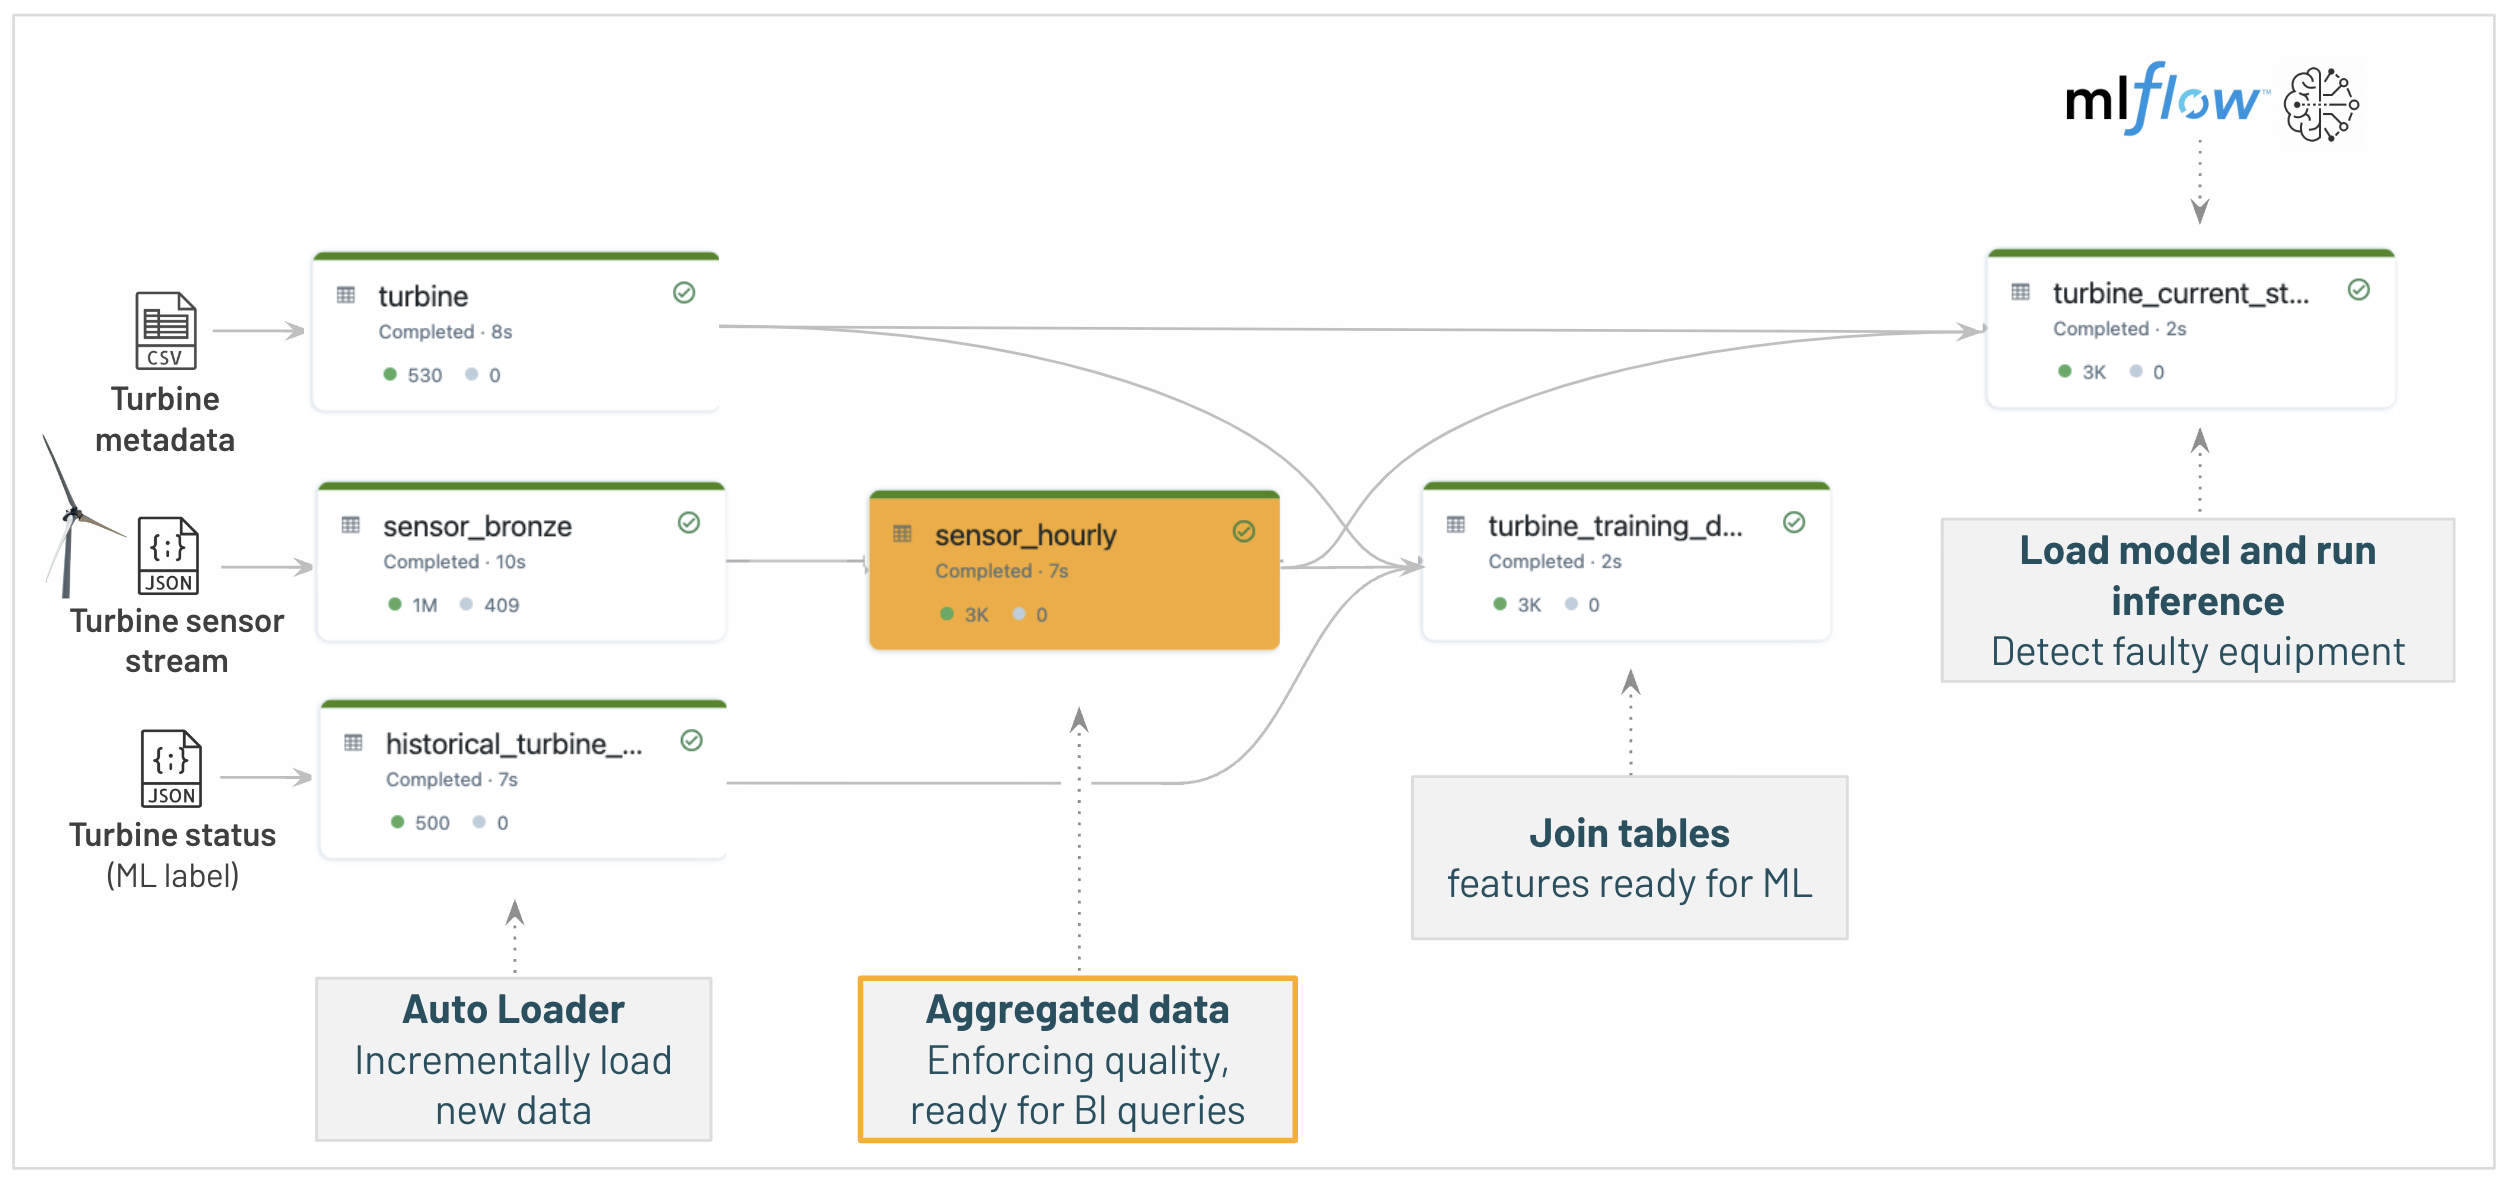 mlflow™
turbine
Completed · 8s
530 0
turbine_current_st...
Completed · 2s
3K 0
CSV
Turbine
metadata
sensor_bronze
Completed · 10s
1M 409
sensor_hourly
Completed · 7s
3K 0
turbine_training_d...
Completed · 2s
3K 0
{;}
JSON
Turbine sensor
stream
Load model and run
inference
Detect faulty equipment
historical_turbine_...
Completed · 7s
500 0
{;}
JSON
Turbine status
(ML label)
Join tables
features ready for ML
Auto Loader
Incrementally load
new data
Aggregated data
Enforcing quality,
ready for BI queries